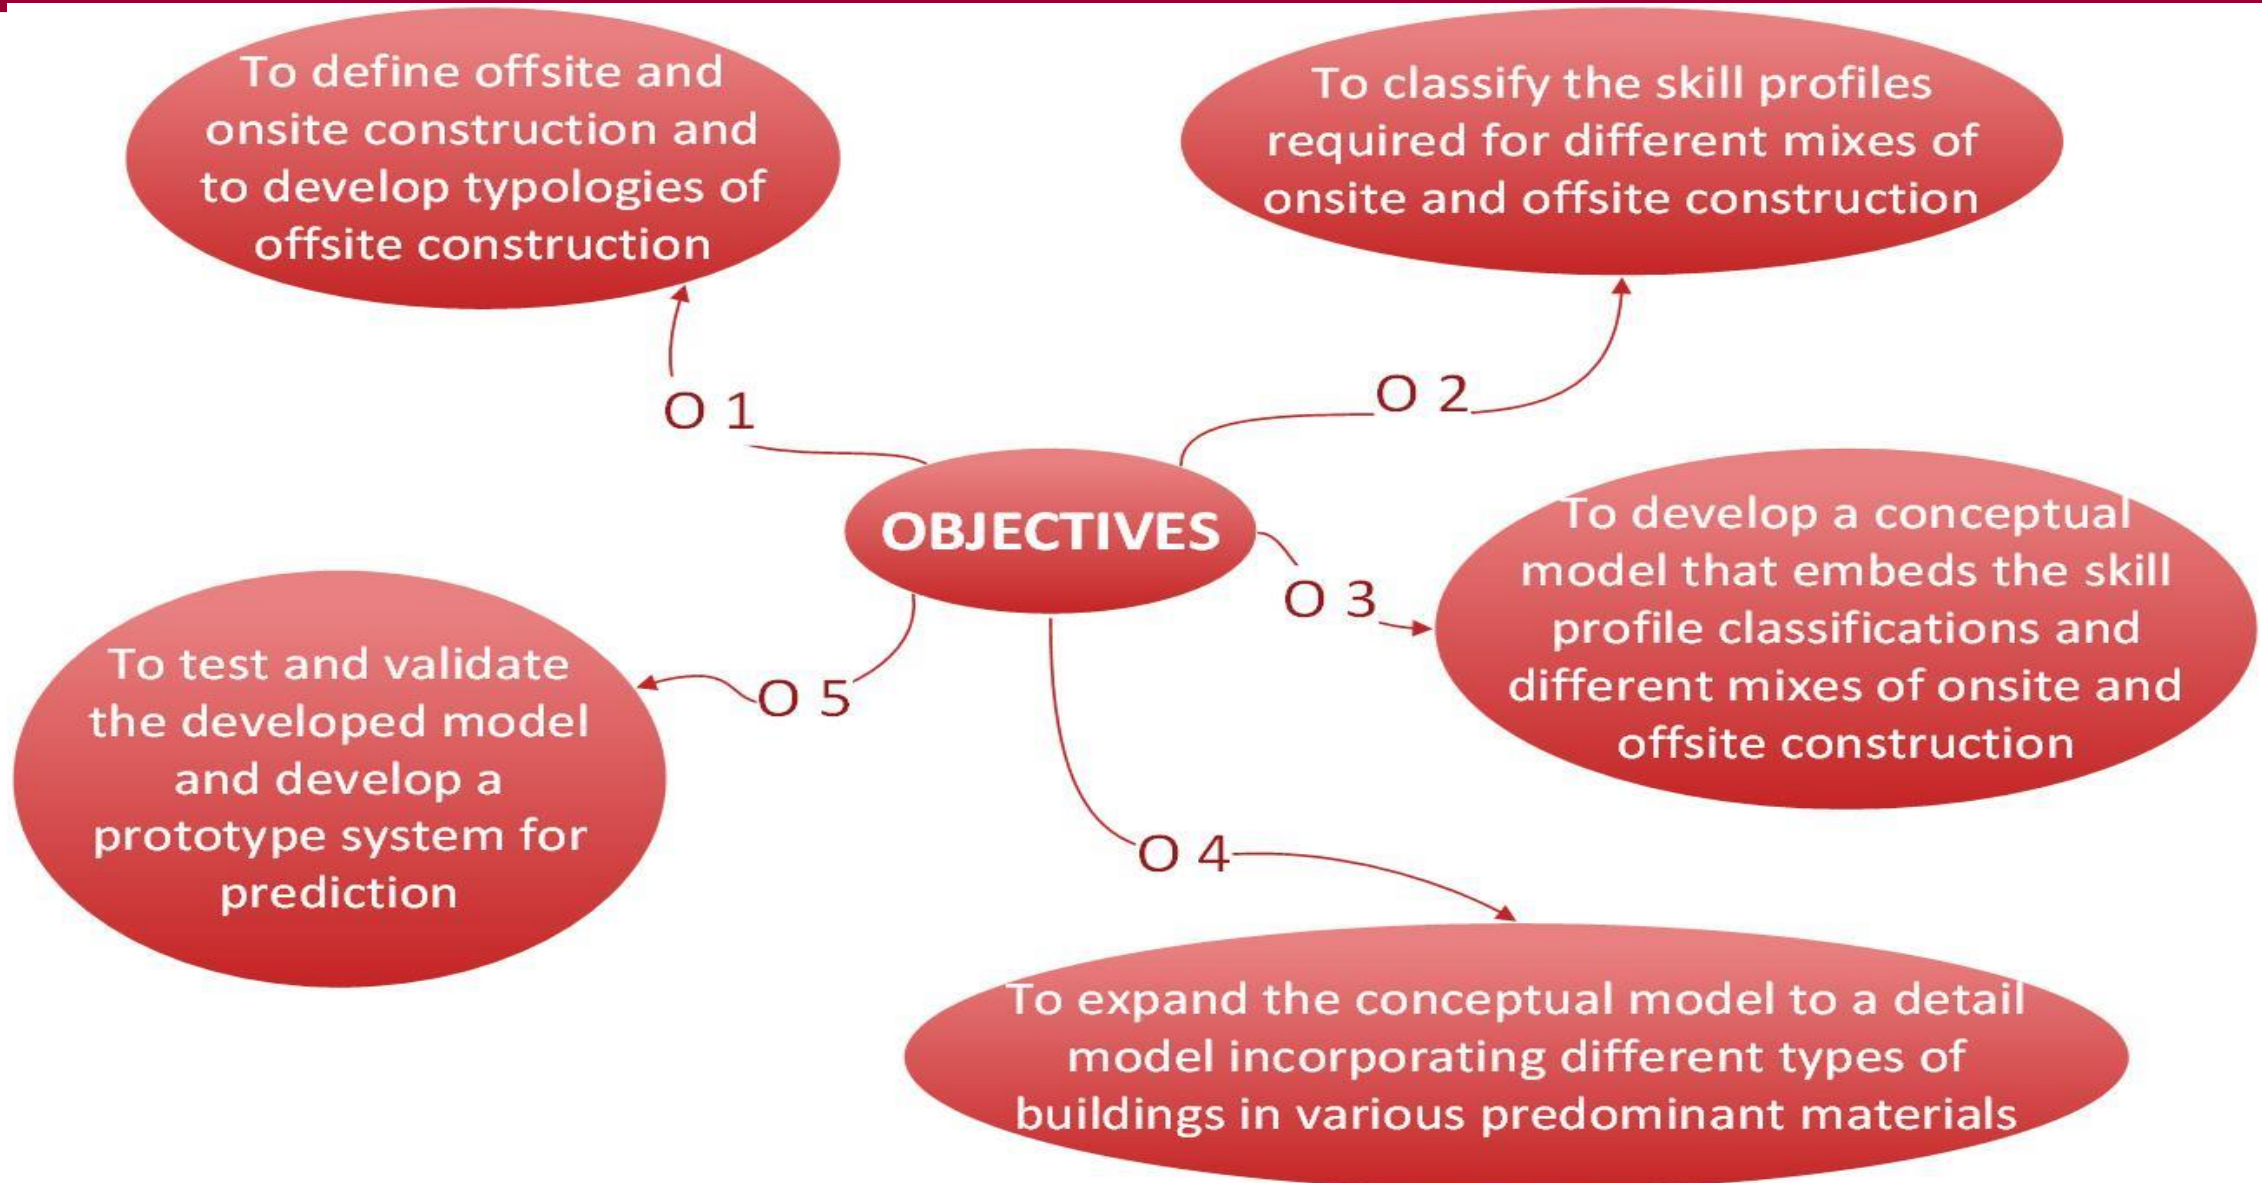 To define offsite and
onsite construction and
to develop typologies of
offsite construction
To classify the skill profiles
required for different mixes of
onsite and offsite construction
O 1
O 2
OBJECTIVES
To develop a conceptual
model that embeds the skill
profile classifications and
different mixes of onsite and
offsite construction
O 3
To test and validate
the developed model
and develop a
prototype system for
prediction
O 5
O 4
To expand the conceptual model to a detail
model incorporating different types of
buildings in various predominant materials